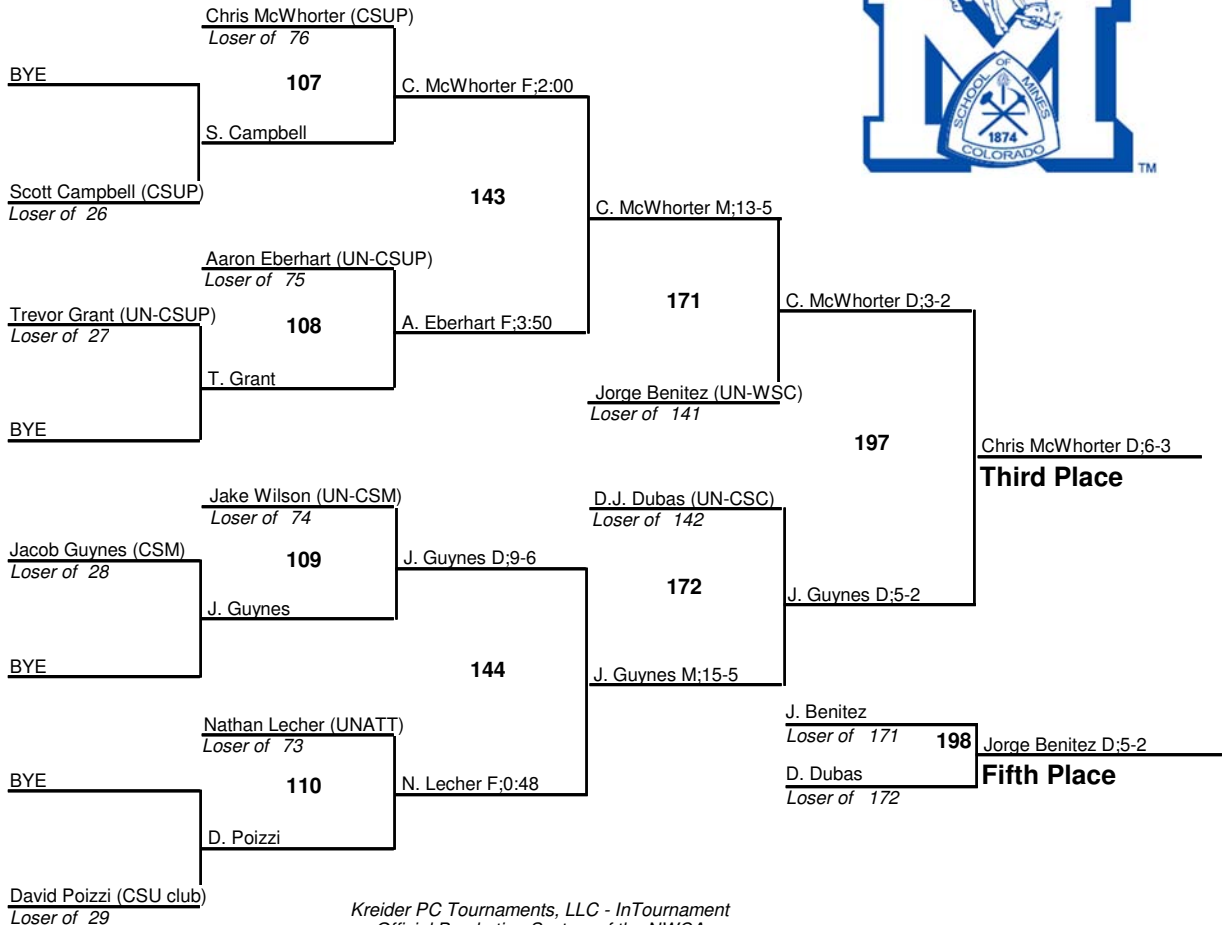 Chris McWhorter (CSUP)
Loser of 76
BYE
107
C. McWhorter F;2:00
S. Campbell
Scott Campbell (CSUP)
Loser of 26
143
C. McWhorter M;13-5
Aaron Eberhart (UN-CSUP)
Loser of 75
Trevor Grant (UN-CSUP)
Loser of 27
108
A. Eberhart F;3:50
171
C. McWhorter D;3-2
T. Grant
Jorge Benitez (UN-WSC)
Loser of 141
BYE
197
Chris McWhorter D;6-3
Third Place
Jake Wilson (UN-CSM)
Loser of 74
D.J. Dubas (UN-CSC)
Loser of 142
Jacob Guynes (CSM)
Loser of 28
109
J. Guynes D;9-6
172
J. Guynes D;5-2
J. Guynes
BYE
144
J. Guynes M;15-5
Nathan Lecher (UNATT)
Loser of 73
J. Benitez
Loser of 171
198
Jorge Benitez D;5-2
Fifth Place
BYE
110
N. Lecher F;0:48
D. Dubas
Loser of 172
D. Poizzi
David Poizzi (CSU club)
Loser of 29
Kreider PC Tournaments, LLC - InTournament
SCHOOL OF MINES
1874
COLORADO
TM